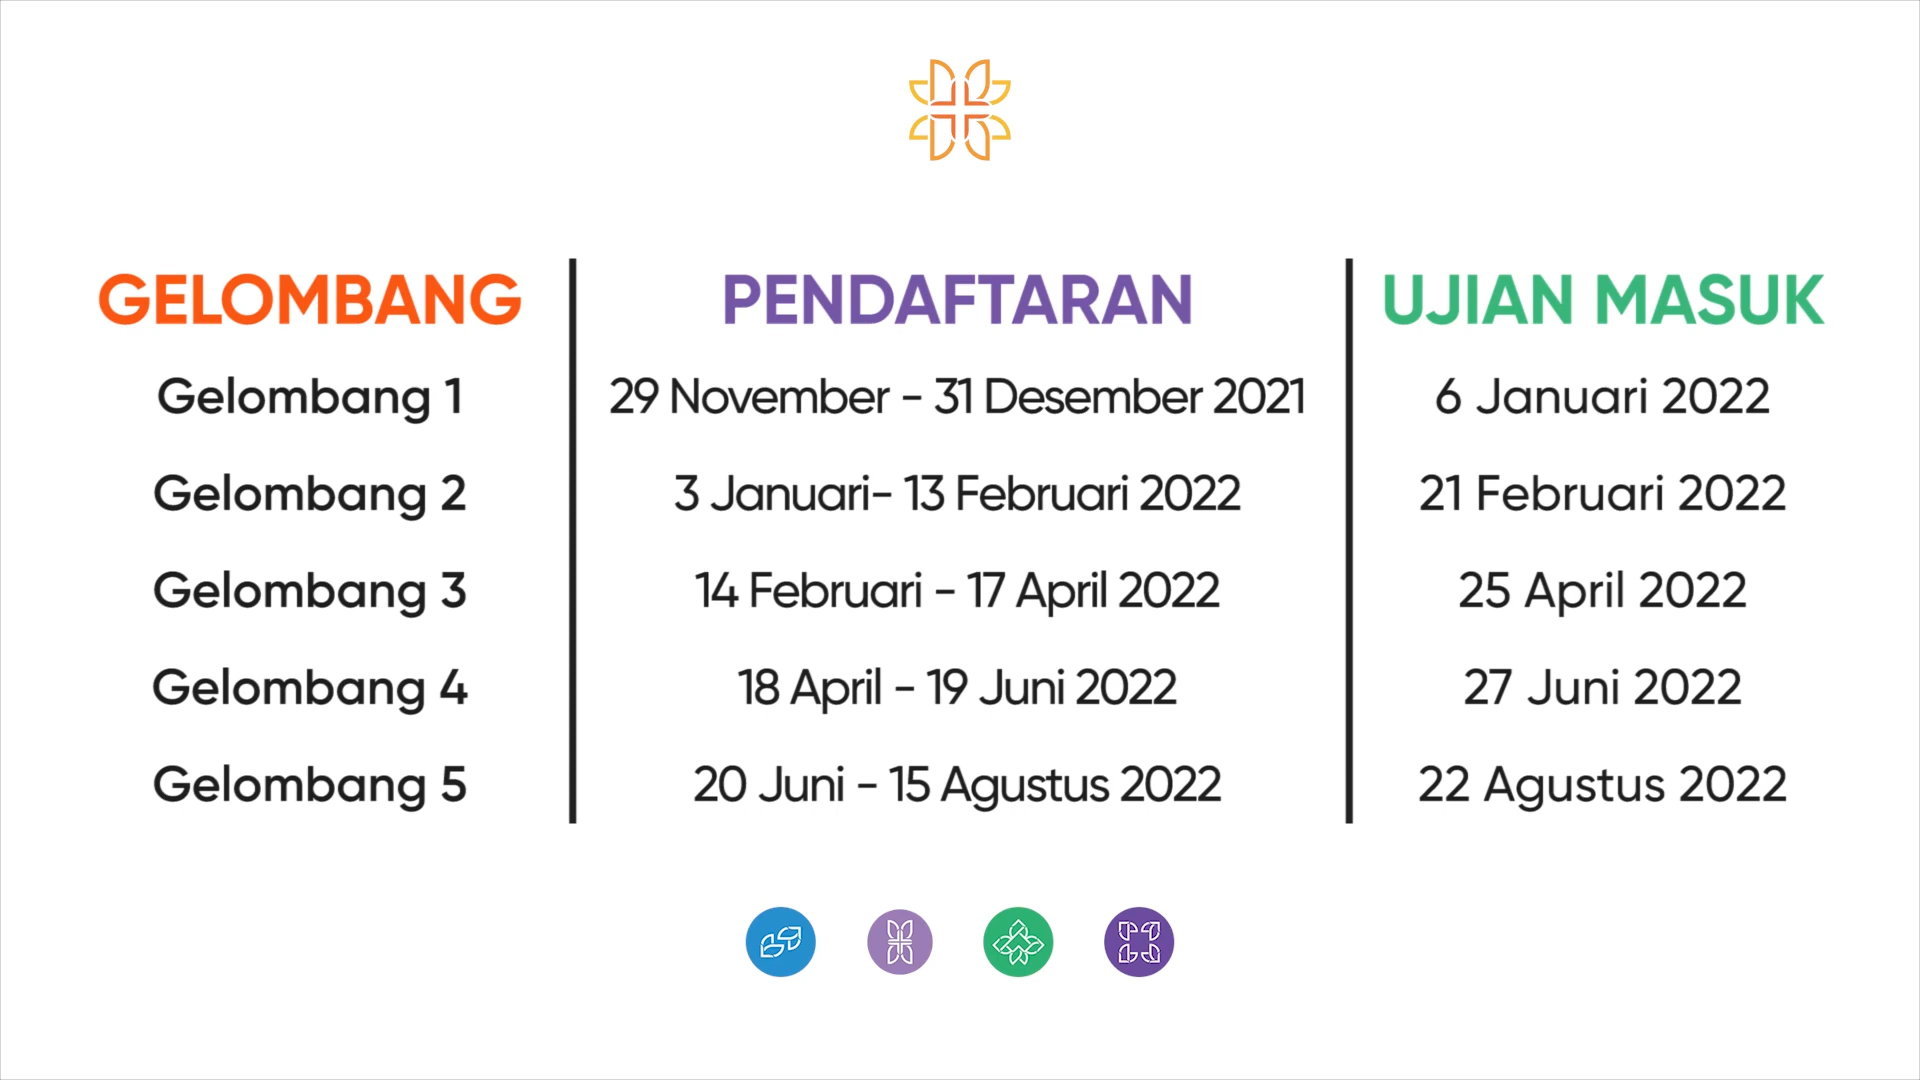 GELOMBANG PENDAFTARAN UJIAN MASUK
Gelombang 1 29 November - 31 Desember 2021 6 Januari 2022
Gelombang 2 3 Januari- 13 Februari 2022 21 Februari 2022
Gelombang 3 14 Februari - 17 April 2022 25 April 2022
Gelombang 4 18 April - 19 Juni 2022 27 Juni 2022
Gelombang 5 20 Juni - 15 Agustus 2022 22 Agustus 2022